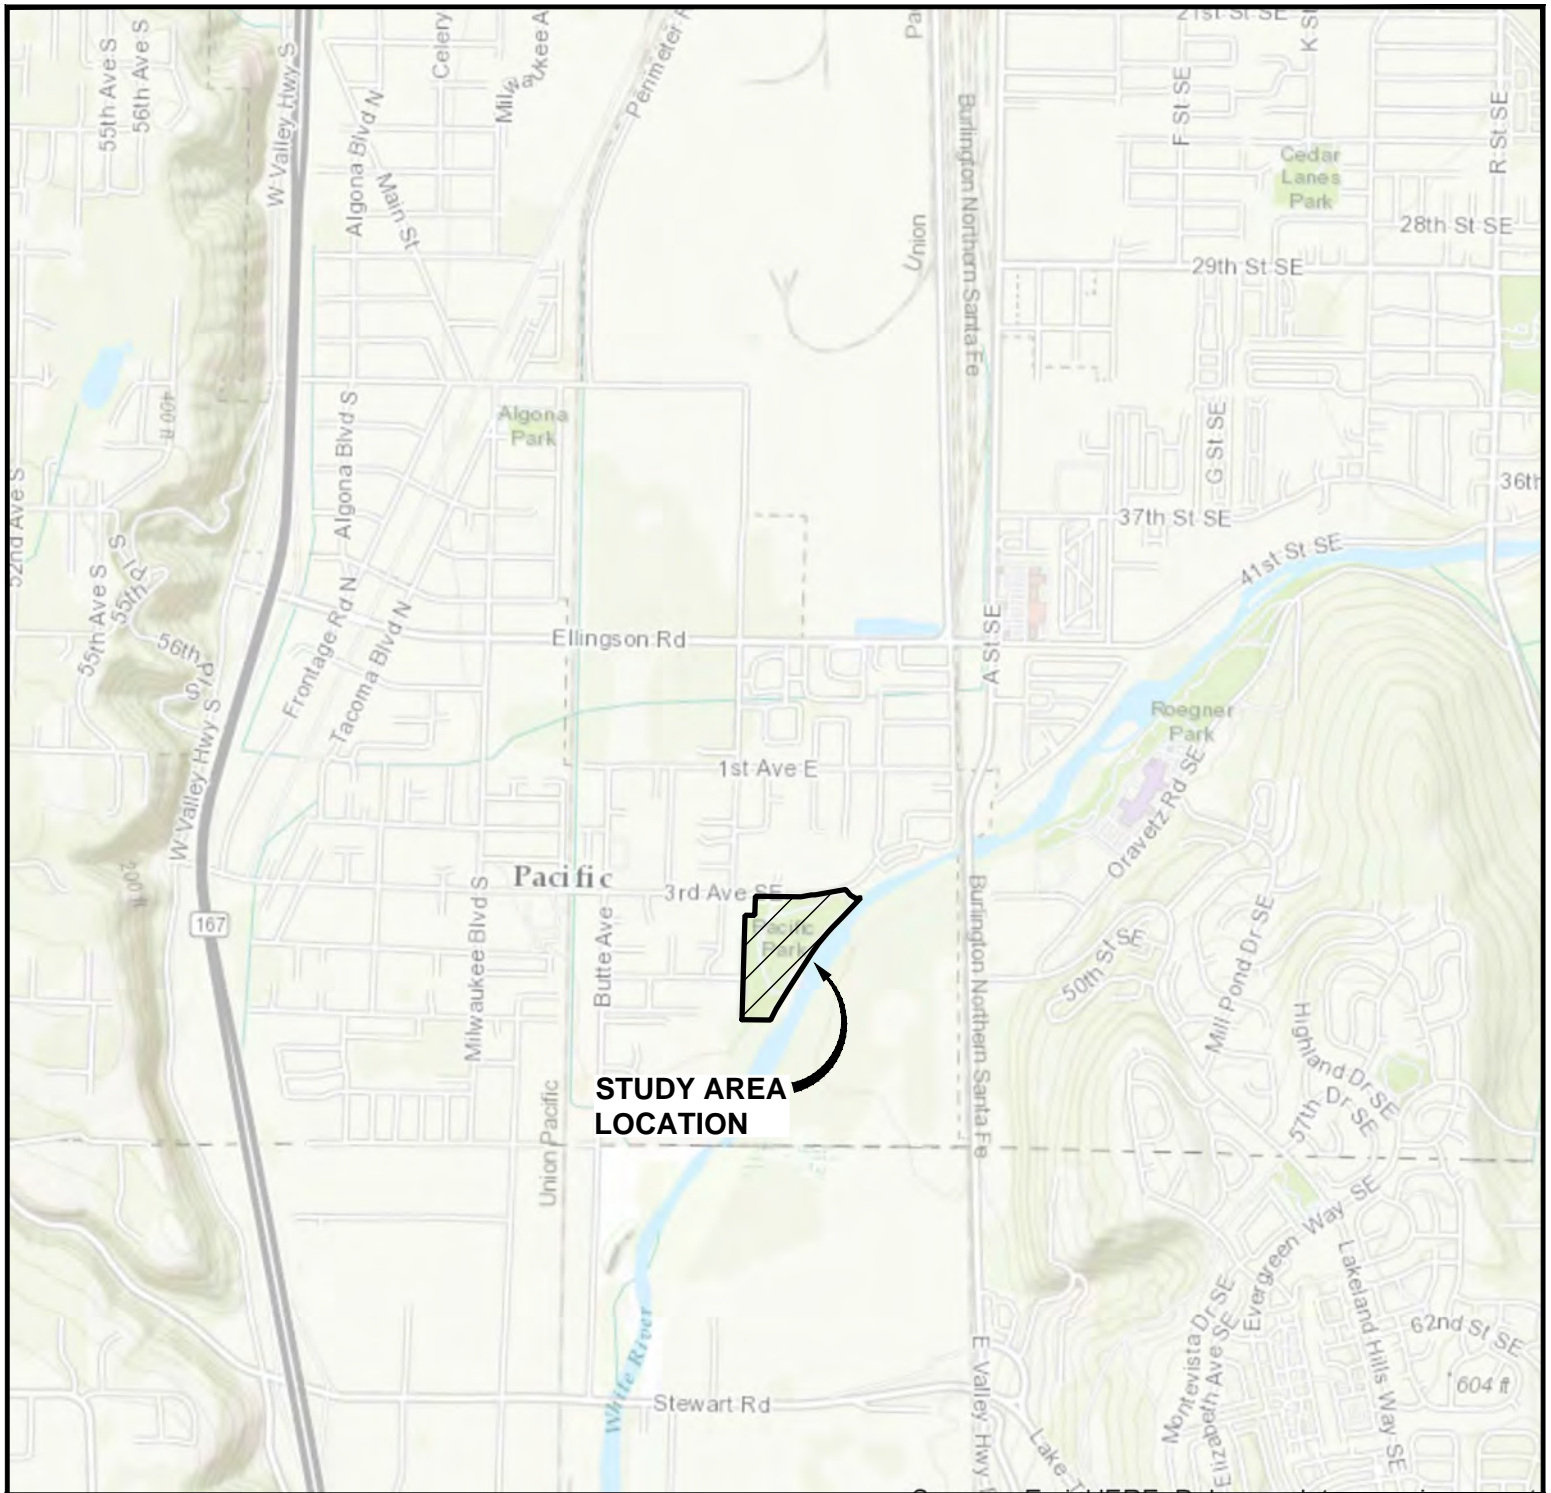 55th Ave S
56th Ave S
W Valley Hwy S
Celery
Perimeter
21st St SE
K St
F St SE
R St SE
Algona Blvd N
Main St
Burlington Northern Santa Fe
Cedar
Lanes
Park
28th St SE
Union
29th St SE
400 ft
Algona Blvd S
Algona
Park
G St SE
52nd Ave S
37th St SE
41st St SE
55th Ave S
55th Pl S
56th Pl S
Frontage Rd N
Tacoma Blvd N
Ellingson Rd
A St SE
W Valley Hwy S
Roegner
Park
1st Ave E
Oravetz Rd SE
200 ft
Pacific
3rd Ave SE
167
Milwaukee Blvd S
Butte Ave
Pacific
Park
Burlington Northern Santa Fe
50th St SE
Mill Pond Dr SE
Highland Dr SE
57th Dr SE
STUDY AREA
LOCATION
Union Pacific
White River
Evergreen Way SE
Lakeland Hills Way SE
Montevista Dr SE
Elizabeth Ave SE
62nd St SE
604 ft
Stewart Rd
E Valley Hwy
Lake